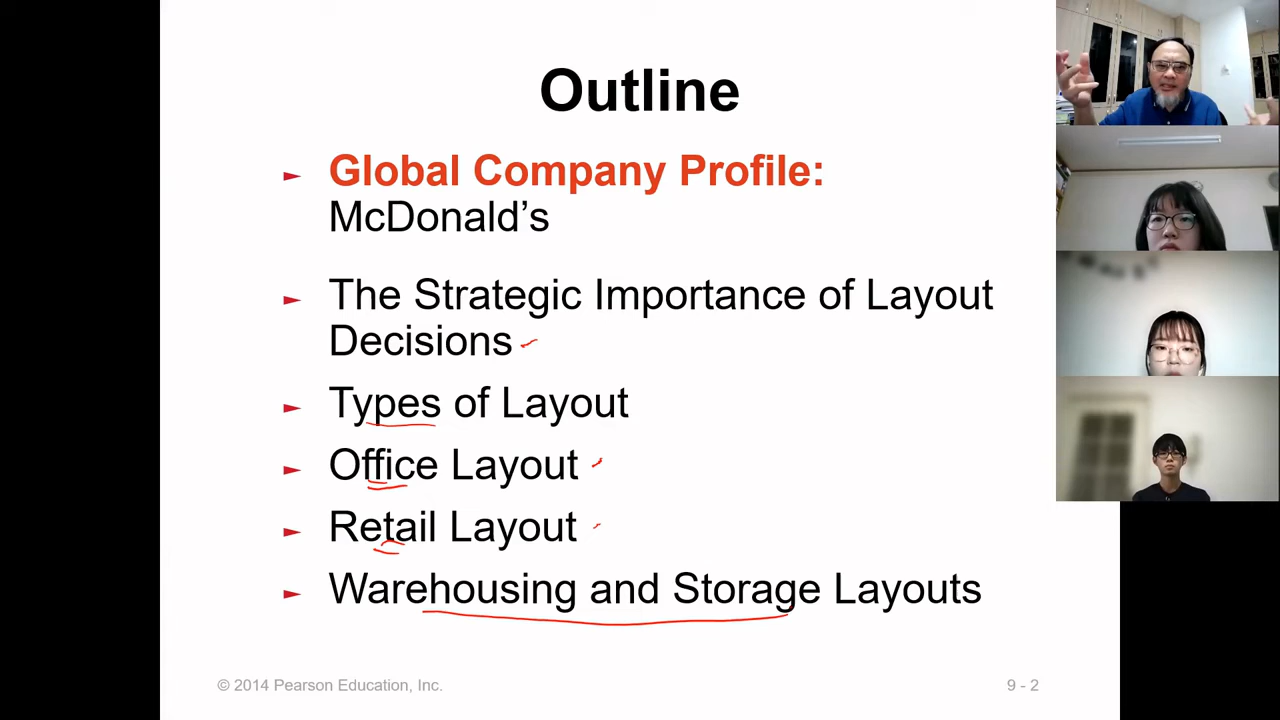 Outline
► Global Company Profile:
McDonald’s
► The Strategic Importance of Layout
Decisions
► Types of Layout
► Office Layout
► Retail Layout
► Warehousing and Storage Layouts
© 2014 Pearson Education, Inc.
9 - 2